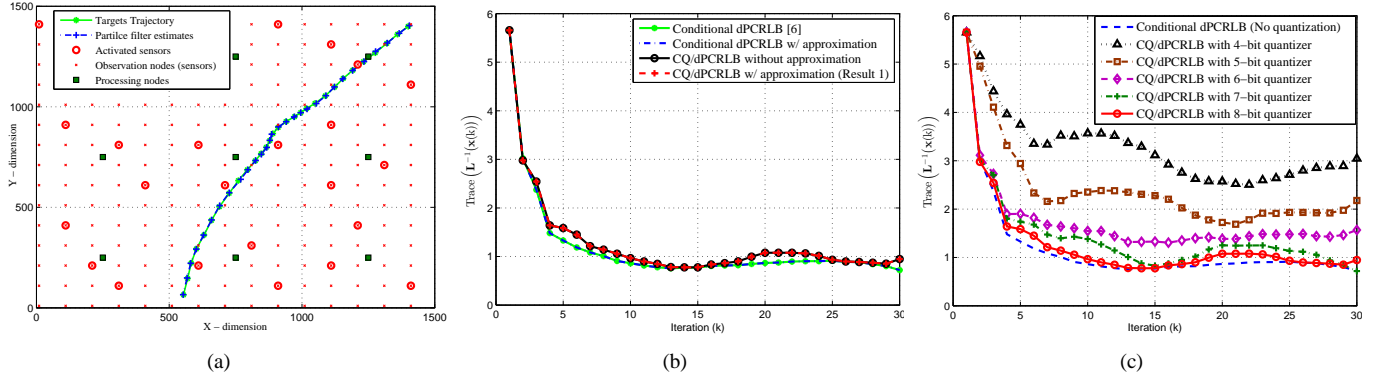 1500
1000
500
0
0
500
1000
1500
Y – dimension
X – dimension
Targets Trajectory
Partilce filter estimates
Activated sensors
Observation nodes (sensors)
Processing nodes
(a)
6
5
4
3
2
1
0
0
5
10
15
20
25
30
Trace (L⁻¹(x(k)))
Iteration (k)
Conditional dPCRLB [6]
Conditional dPCRLB w/ approximation
CQ/dPCRLB without approximation
CQ/dPCRLB w/ approximation (Result 1)
(b)
6
5
4
3
2
1
0
0
5
10
15
20
25
30
Trace (L⁻¹(x(k)))
Iteration (k)
Conditional dPCRLB (No quantization)
CQ/dPCRLB with 4−bit quantizer
CQ/dPCRLB with 5−bit quantizer
CQ/dPCRLB with 6−bit quantizer
CQ/dPCRLB with 7−bit quantizer
CQ/dPCRLB with 8−bit quantizer
(c)